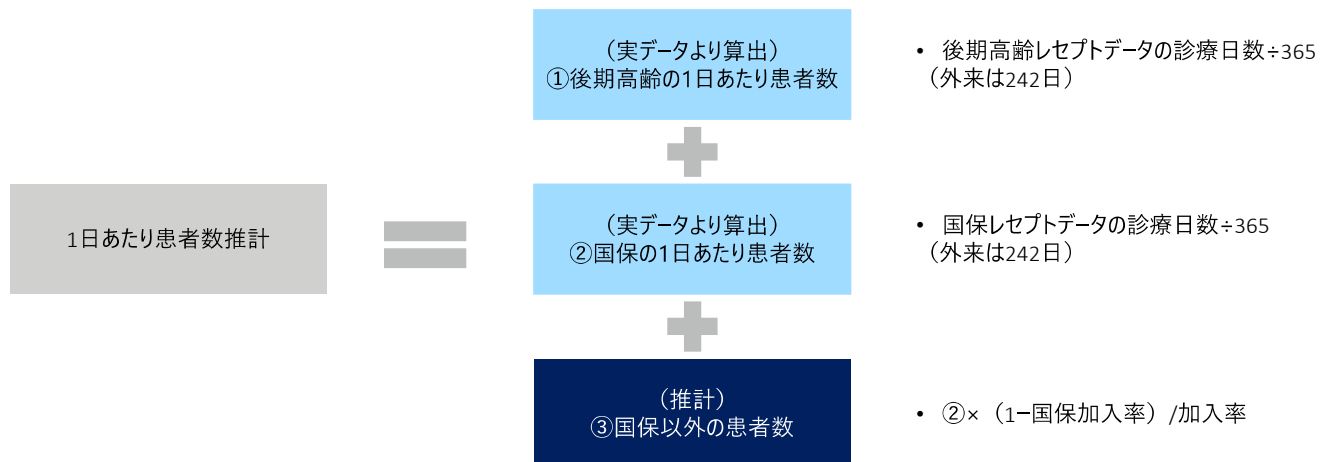 （実データより算出）
①後期高齢の1日あたり患者数
• 後期高齢レセプトデータの診療日数÷365
（外来は242日）
1日あたり患者数推計
（実データより算出）
②国保の1日あたり患者数
• 国保レセプトデータの診療日数÷365
（外来は242日）
（推計）
③国保以外の患者数
• ②×（1−国保加入率）/加入率